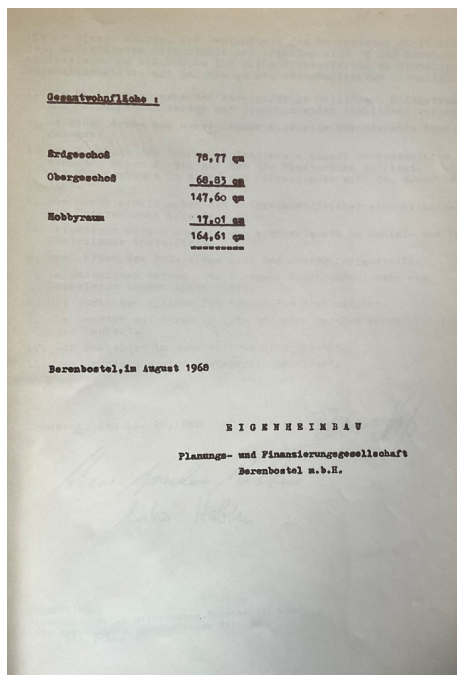 Gesamtwohnfläche :
Erdgeschoß 78,77 qm
Obergeschoß 68,83 qm
147,60 qm
Hobbyraum 17,01 qm
164,61 qm
Berenbostel,im August 1968
E I G E N H E I M B A U
Planungs- und Finanzierungsgesellschaft
Berenbostel m.b.H.